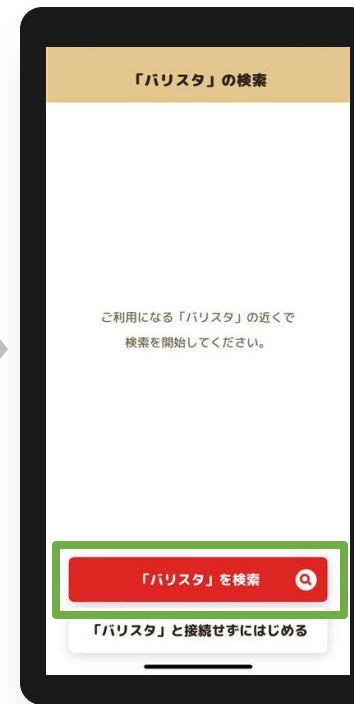 「バリスタ」の検索
ご利用になる「バリスタ」の近くで
検索を開始してください。
「バリスタ」を検索
「バリスタ」と接続せずにはじめる